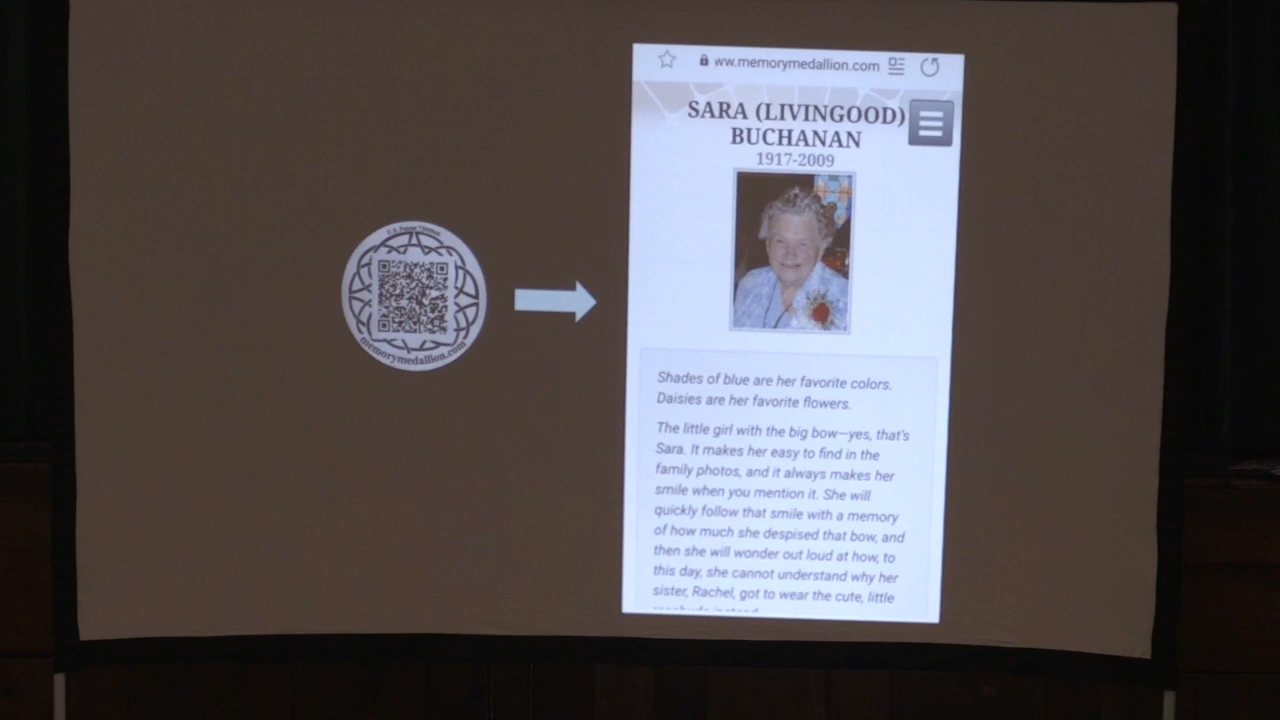 memorymedallion.com
ww.memorymedallion.com
SARA (LIVINGOOD)
BUCHANAN
1917-2009
Shades of blue are her favorite colors.
Daisies are her favorite flowers.
The little girl with the big bow—yes, that's
Sara. It makes her easy to find in the
family photos, and it always makes her
smile when you mention it. She will
quickly follow that smile with a memory
of how much she despised that bow, and
then she will wonder out loud at how, to
this day, she cannot understand why her
sister, Rachel, got to wear the cute, little